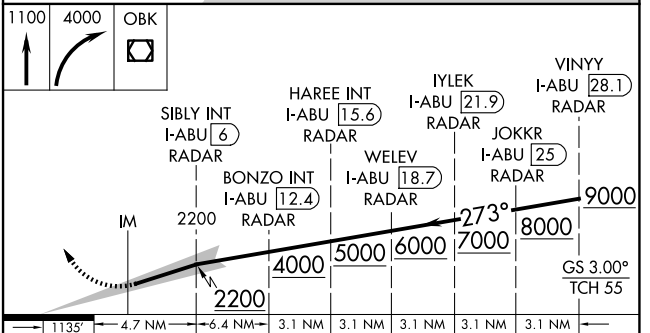 1100
4000
OBK
VINYY
I-ABU 28.1
RADAR
IYLEK
I-ABU 21.9
RADAR
HAREE INT
I-ABU 15.6
RADAR
SIBLY INT
I-ABU 6
RADAR
JOKKR
I-ABU 25
RADAR
WELEV
I-ABU 18.7
RADAR
BONZO INT
I-ABU 12.4
RADAR
IM
2200
273°
9000
8000
7000
6000
5000
4000
2200
GS 3.00°
TCH 55
1135'
4.7 NM
6.4 NM
3.1 NM
3.1 NM
3.1 NM
3.1 NM
3.1 NM